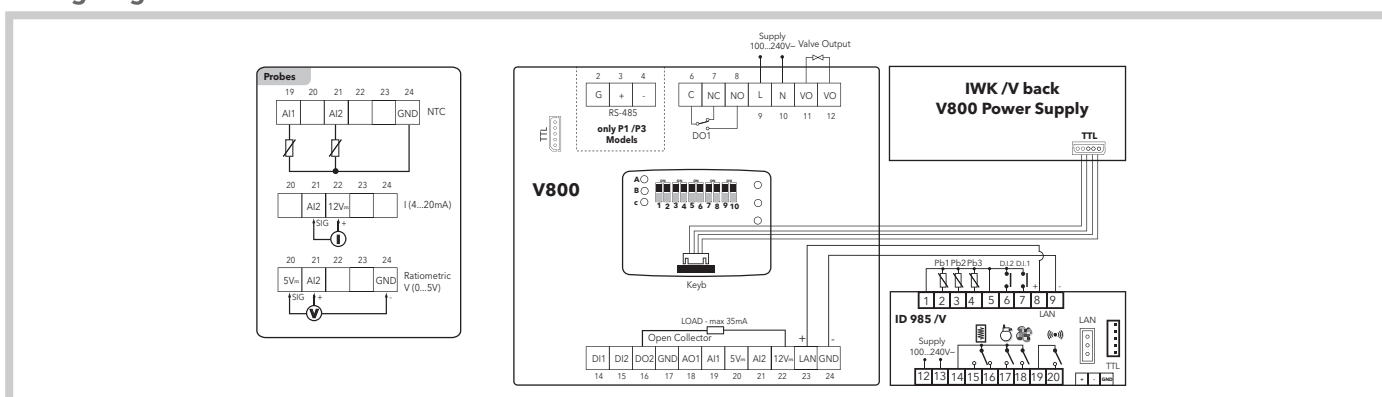 Probes
19 20 21 22 23 24
AI1 AI2 GND NTC
20 21 22 23 24
AI2 12V⎓ I (4...20mA)
SIG +
I
20 21 22 23 24
5V⎓ AI2 GND Ratiometric
V (0...5V)
SIG + -
V
Supply
100...240V~ Valve Output
2 3 4 6 7 8
G + - C NC NO L N VO VO
RS-485 9 10 11 12
only P1 /P3
Models
DO1
TTL
V800
A
B
c
ON ON ON ON ON
1 2 3 4 5 6 7 8 9 10
Keyb
LOAD - max 35mA
Open Collector
+ -
DI1 DI2 DO2 GND AO1 AI1 5V⎓ AI2 12V⎓ LAN GND
14 15 16 17 18 19 20 21 22 23 24
IWK /V back
V800 Power Supply
TTL
Pb1 Pb2 Pb3 D.I.2 D.I.1
+ -
1 2 3 4 5 6 7 8 9
LAN
ID 985 /V
LAN
Supply
100...240V~
TTL
12 13 14 15 16 17 18 19 20
+ - GND